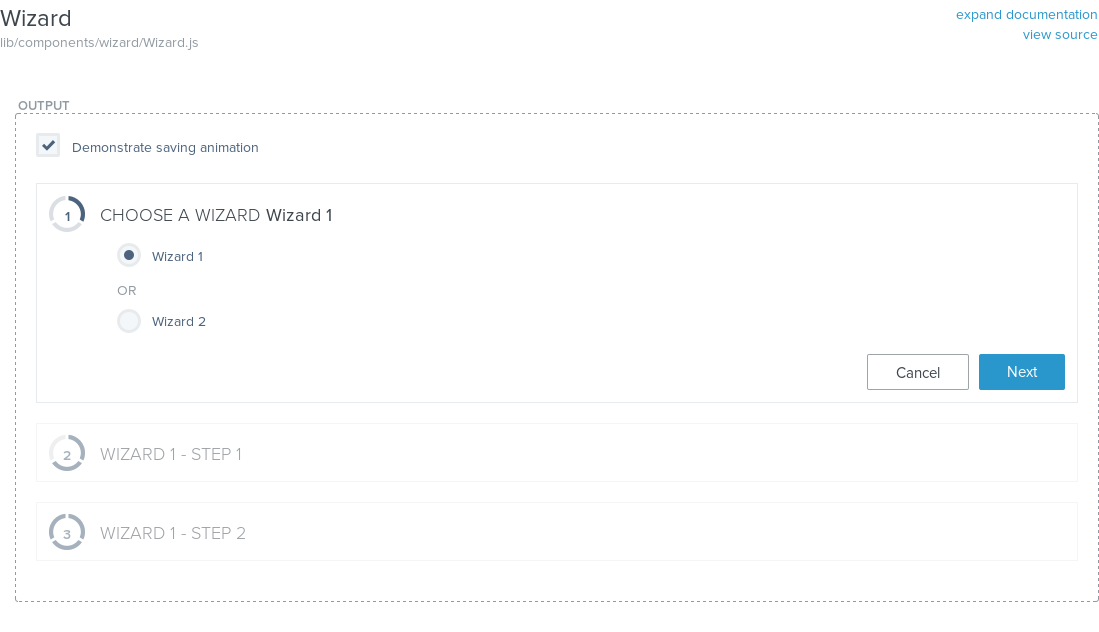 Wizard
expand documentation
lib/components/wizard/Wizard.js
view source
OUTPUT
Demonstrate saving animation
1 CHOOSE A WIZARD Wizard 1
Wizard 1
OR
Wizard 2
Cancel Next
2 WIZARD 1 - STEP 1
3 WIZARD 1 - STEP 2